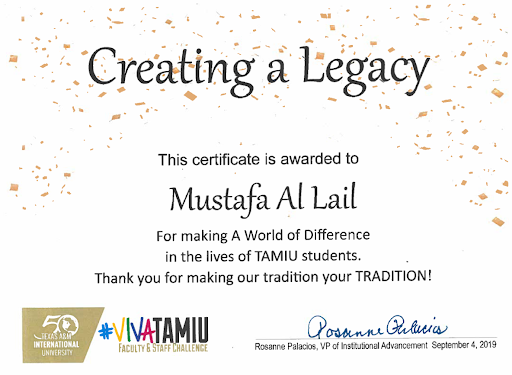 Creating a Legacy
This certificate is awarded to
Mustafa Al Lail
For making A World of Difference
in the lives of TAMIU students.
Thank you for making our tradition your TRADITION!
50
TEXAS A&M
INTERNATIONAL
UNIVERSITY
#VIVATAMIU
FACULTY & STAFF CHALLENGE
Rosanne Palacios
Rosanne Palacios, VP of Institutional Advancement September 4, 2019